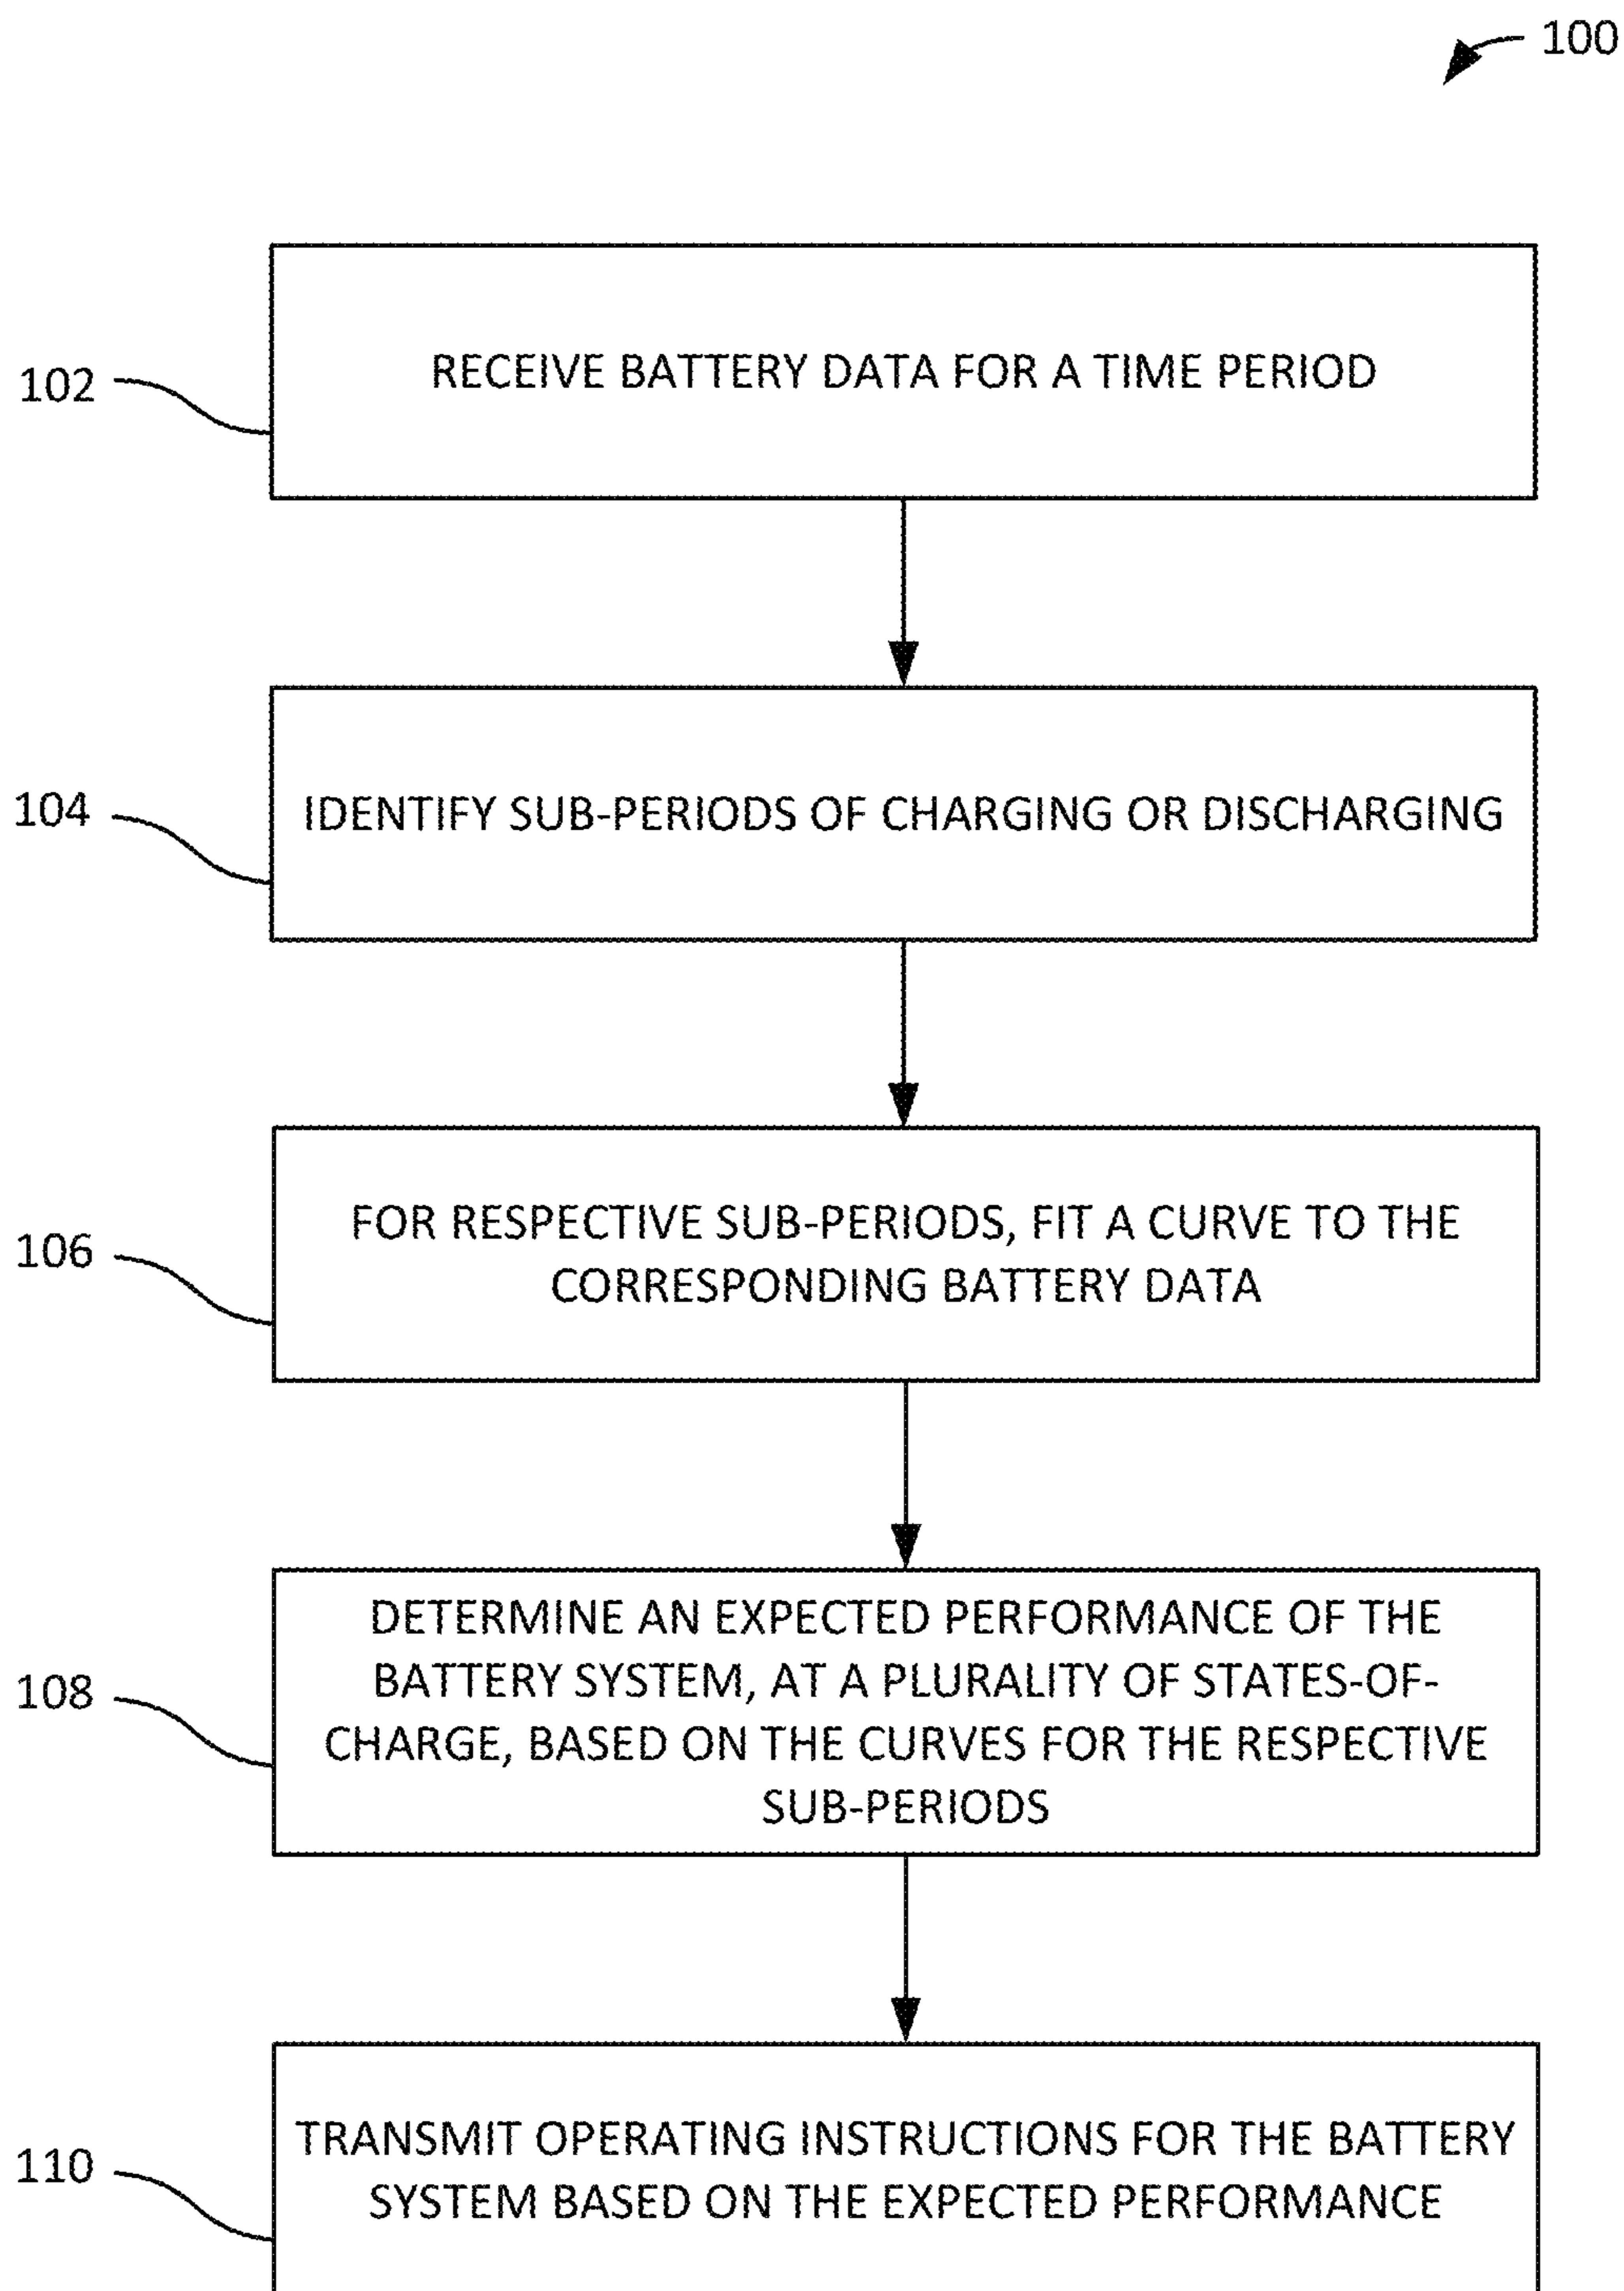 100
102
RECEIVE BATTERY DATA FOR A TIME PERIOD
104
IDENTIFY SUB-PERIODS OF CHARGING OR DISCHARGING
106
FOR RESPECTIVE SUB-PERIODS, FIT A CURVE TO THE
CORRESPONDING BATTERY DATA
108
DETERMINE AN EXPECTED PERFORMANCE OF THE
BATTERY SYSTEM, AT A PLURALITY OF STATES-OF-
CHARGE, BASED ON THE CURVES FOR THE RESPECTIVE
SUB-PERIODS
110
TRANSMIT OPERATING INSTRUCTIONS FOR THE BATTERY
SYSTEM BASED ON THE EXPECTED PERFORMANCE